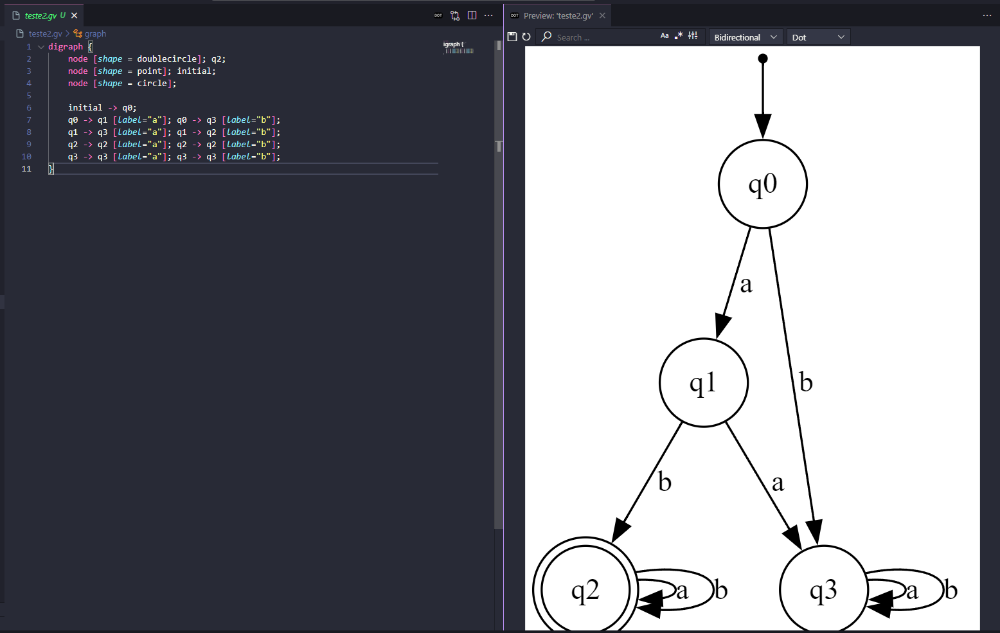 teste2.gv U
DOT
Preview: 'teste2.gv'
teste2.gv > graph
Search ...
Aa
Bidirectional
Dot
1 digraph {
2 node [shape = doublecircle]; q2;
3 node [shape = point]; initial;
4 node [shape = circle];
5
6 initial -> q0;
7 q0 -> q1 [label="a"]; q0 -> q3 [label="b"];
8 q1 -> q3 [label="a"]; q1 -> q2 [label="b"];
9 q2 -> q2 [label="a"]; q2 -> q2 [label="b"];
10 q3 -> q3 [label="a"]; q3 -> q3 [label="b"];
11 }
igraph {
q0
a
q1
b
b
a
q2
a
b
q3
a
b